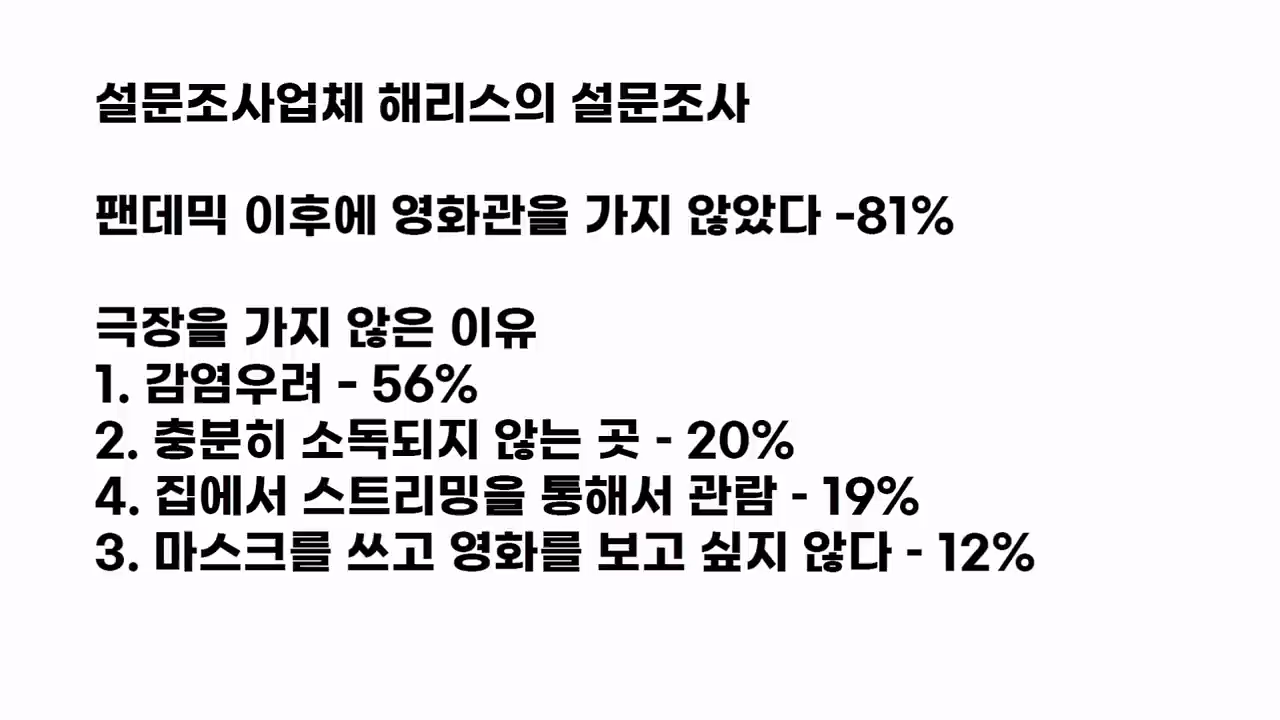 설문조사업체 해리스의 설문조사
팬데믹 이후에 영화관을 가지 않았다 -81%
극장을 가지 않은 이유
1. 감염우려 - 56%
2. 충분히 소독되지 않는 곳 - 20%
4. 집에서 스트리밍을 통해서 관람 - 19%
3. 마스크를 쓰고 영화를 보고 싶지 않다 - 12%